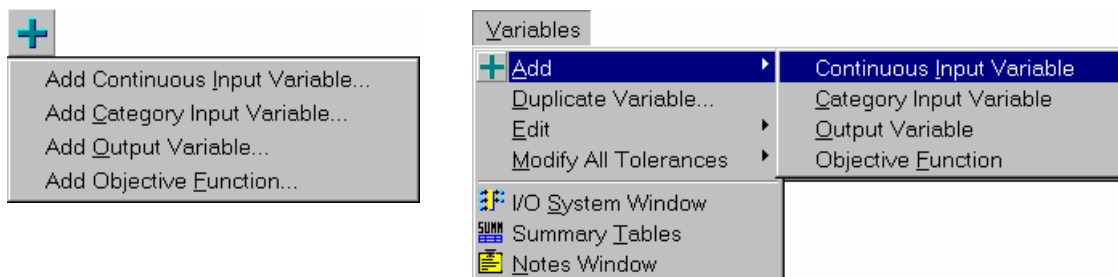 Add Continuous Input Variable...
Add Category Input Variable...
Add Output Variable...
Add Objective Function...
Variables
Add
Duplicate Variable...
Edit
Modify All Tolerances
I/O System Window
SUMM Summary Tables
Notes Window
Continuous Input Variable
Category Input Variable
Output Variable
Objective Function